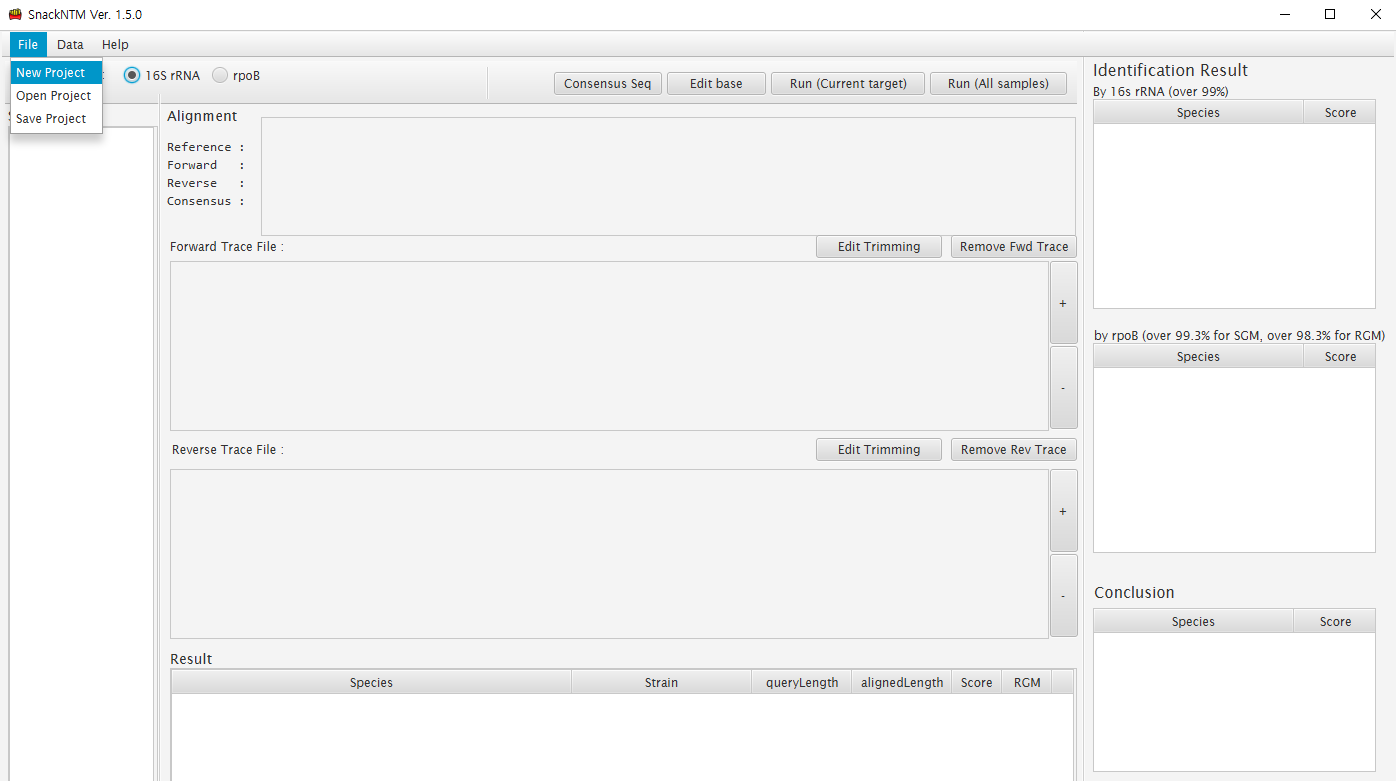 SnackNTM Ver. 1.5.0
File Data Help
New Project
Open Project
Save Project
16S rRNA rpoB
Consensus Seq Edit base Run (Current target) Run (All samples)
Alignment
Reference :
Forward :
Reverse :
Consensus :
Forward Trace File :
Edit Trimming Remove Fwd Trace
+
-
Reverse Trace File :
Edit Trimming Remove Rev Trace
+
-
Result
Species Strain queryLength alignedLength Score RGM
Identification Result
By 16s rRNA (over 99%)
Species Score
by rpoB (over 99.3% for SGM, over 98.3% for RGM)
Species Score
Conclusion
Species Score